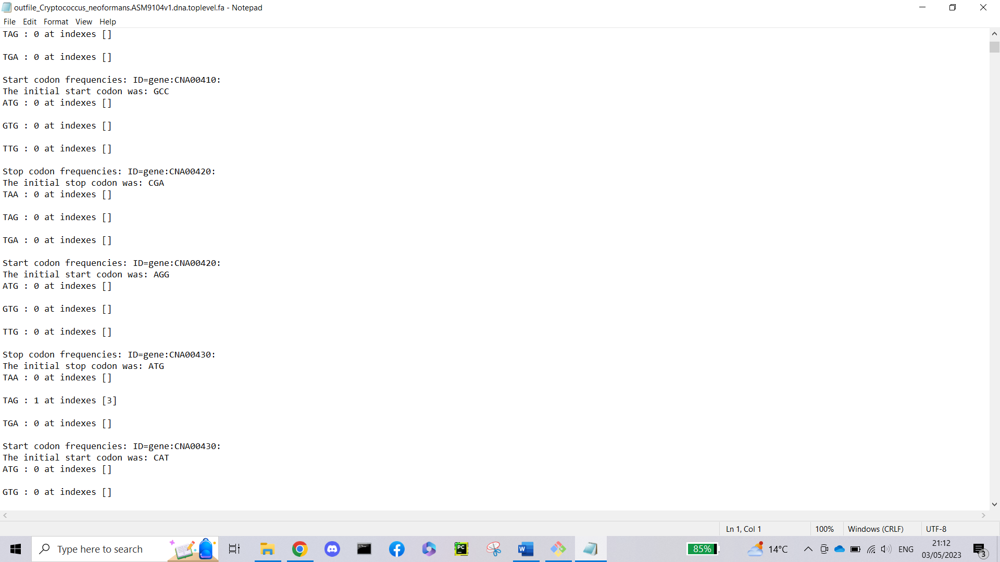 outfile_Cryptococcus_neoformans.ASM9104v1.dna.toplevel.fa - Notepad
File Edit Format View Help
TAG : 0 at indexes []
TGA : 0 at indexes []
Start codon frequencies: ID=gene:CNA00410:
The initial start codon was: GCC
ATG : 0 at indexes []
GTG : 0 at indexes []
TTG : 0 at indexes []
Stop codon frequencies: ID=gene:CNA00420:
The initial stop codon was: CGA
TAA : 0 at indexes []
TAG : 0 at indexes []
TGA : 0 at indexes []
Start codon frequencies: ID=gene:CNA00420:
The initial start codon was: AGG
ATG : 0 at indexes []
GTG : 0 at indexes []
TTG : 0 at indexes []
Stop codon frequencies: ID=gene:CNA00430:
The initial stop codon was: ATG
TAA : 0 at indexes []
TAG : 1 at indexes [3]
TGA : 0 at indexes []
Start codon frequencies: ID=gene:CNA00430:
The initial start codon was: CAT
ATG : 0 at indexes []
GTG : 0 at indexes []
Ln 1, Col 1 100% Windows (CRLF) UTF-8
Type here to search PC W 85% 14°C ENG 21:12 3
03/05/2023